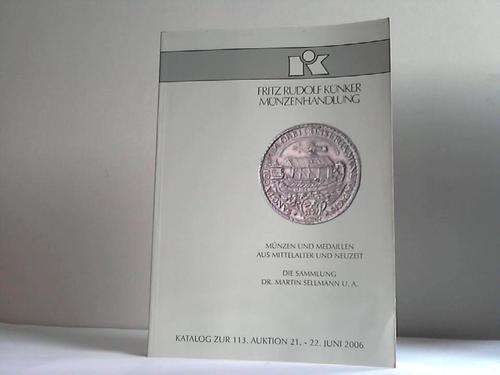 FRITZ RUDOLF KÜNKER
MÜNZENHANDLUNG
MÜNZEN UND MEDAILLEN
AUS MITTELALTER UND NEUZEIT
DIE SAMMLUNG
DR. MARTIN SELLMANN U. A.
KATALOG ZUR 113. AUKTION 21. - 22. JUNI 2006